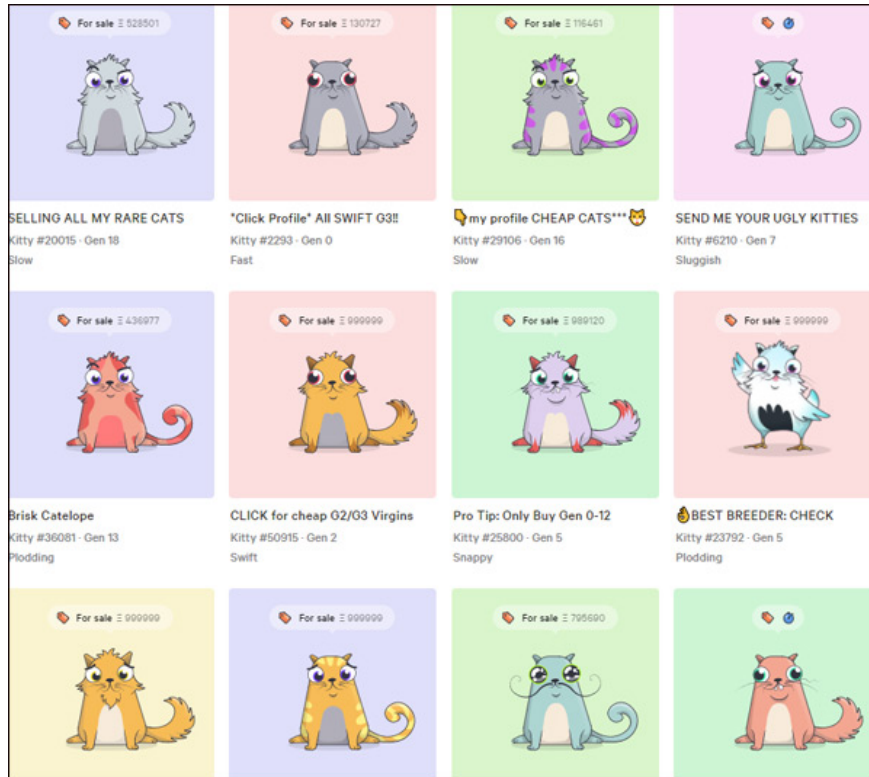 For sale Ξ 528501
For sale Ξ 130727
For sale Ξ 116461
SELLING ALL MY RARE CATS
Kitty #20015 · Gen 18
Slow
*Click Profile* All SWIFT G3!!
Kitty #2293 · Gen 0
Fast
👇my profile CHEAP CATS***🐱
Kitty #29106 · Gen 16
Slow
SEND ME YOUR UGLY KITTIES
Kitty #6210 · Gen 7
Sluggish
For sale Ξ 436977
For sale Ξ 999999
For sale Ξ 989120
For sale Ξ 999999
Brisk Catelope
Kitty #36081 · Gen 13
Plodding
CLICK for cheap G2/G3 Virgins
Kitty #50915 · Gen 2
Swift
Pro Tip: Only Buy Gen 0-12
Kitty #25800 · Gen 5
Snappy
👌BEST BREEDER: CHECK
Kitty #23792 · Gen 5
Plodding
For sale Ξ 999999
For sale Ξ 999999
For sale Ξ 795690